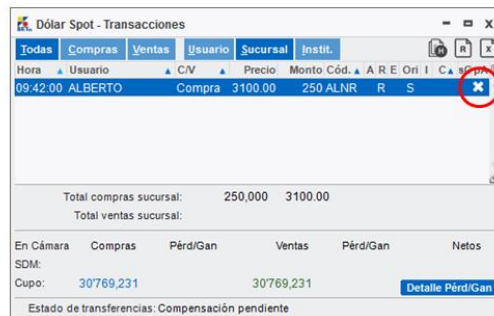 Dólar Spot - Transacciones
Todas Compras Ventas Usuario Sucursal Instit.
Hora Usuario C/V Precio Monto Cód. A R E Ori I C
09:42:00 ALBERTO Compra 3100.00 250 ALNR R S
Total compras sucursal: 250,000 3100.00
Total ventas sucursal:
En Cámara Compras Pérd/Gan Ventas Pérd/Gan Netos
SDM:
Cupo: 30'769,231 30'769,231 Detalle Pérd/Gan
Estado de transferencias: Compensación pendiente